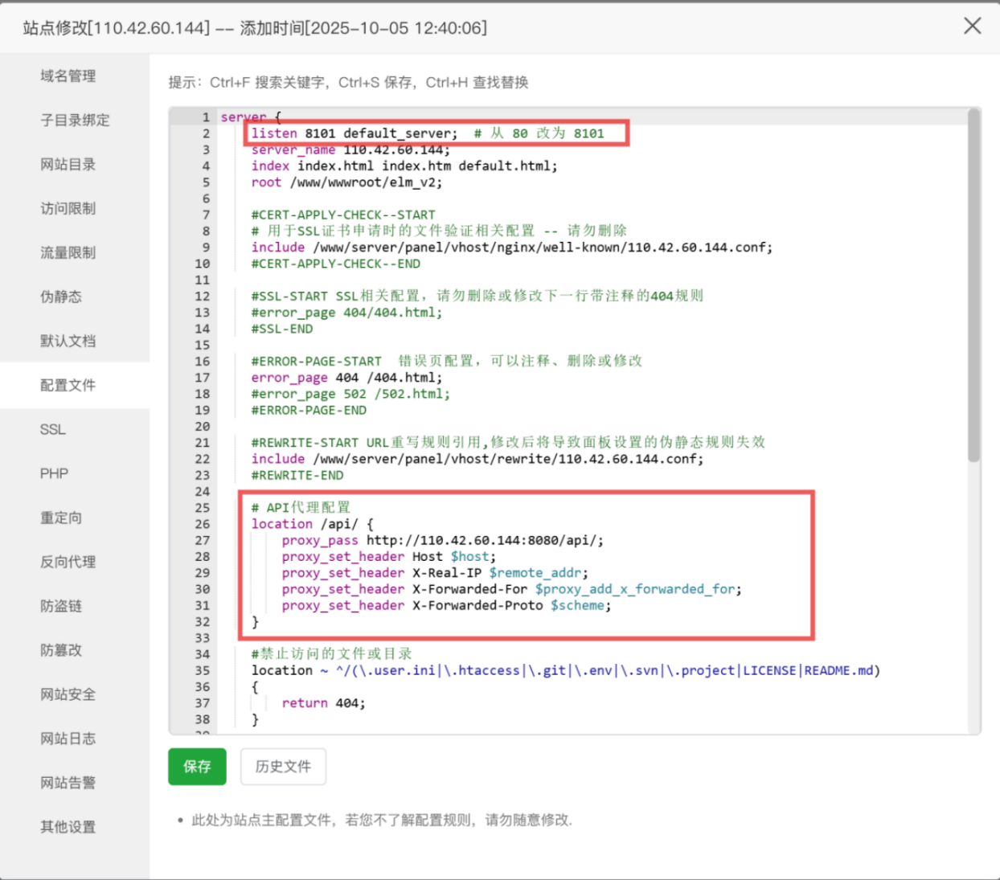 站点修改[110.42.60.144] -- 添加时间[2025-10-05 12:40:06]
域名管理
子目录绑定
网站目录
访问限制
流量限制
伪静态
默认文档
配置文件
SSL
PHP
重定向
反向代理
防盗链
防篡改
网站安全
网站日志
网站告警
其他设置
提示：Ctrl+F 搜索关键字，Ctrl+S 保存，Ctrl+H 查找替换
1 server {
2 listen 8101 default_server;  # 从 80 改为 8101
3 server_name 110.42.60.144;
4 index index.html index.htm default.html;
5 root /www/wwwroot/elm_v2;
6
7 #CERT-APPLY-CHECK--START
8 # 用于SSL证书申请时的文件验证相关配置 -- 请勿删除
9 include /www/server/panel/vhost/nginx/well-known/110.42.60.144.conf;
10 #CERT-APPLY-CHECK--END
11
12 #SSL-START SSL相关配置，请勿删除或修改下一行带注释的404规则
13 #error_page 404/404.html;
14 #SSL-END
15
16 #ERROR-PAGE-START  错误页配置，可以注释、删除或修改
17 error_page 404 /404.html;
18 #error_page 502 /502.html;
19 #ERROR-PAGE-END
20
21 #REWRITE-START URL重写规则引用,修改后将导致面板设置的伪静态规则失效
22 include /www/server/panel/vhost/rewrite/110.42.60.144.conf;
23 #REWRITE-END
24
25 # API代理配置
26 location /api/ {
27 proxy_pass http://110.42.60.144:8080/api/;
28 proxy_set_header Host $host;
29 proxy_set_header X-Real-IP $remote_addr;
30 proxy_set_header X-Forwarded-For $proxy_add_x_forwarded_for;
31 proxy_set_header X-Forwarded-Proto $scheme;
32 }
33
34 #禁止访问的文件或目录
35 location ~ ^/(\.user.ini|\.htaccess|\.git|\.env|\.svn|\.project|LICENSE|README.md)
36 {
37 return 404;
38 }
39
保存
历史文件
• 此处为站点主配置文件，若您不了解配置规则，请勿随意修改.